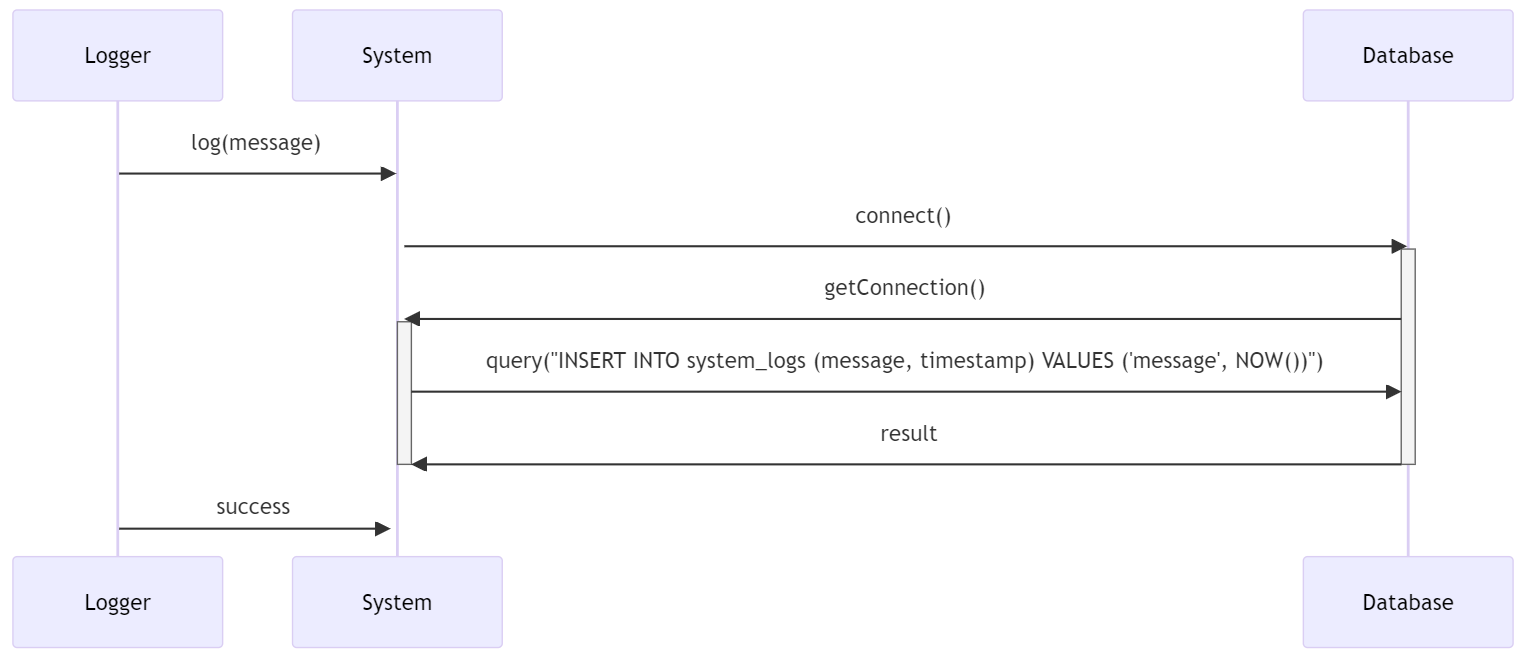 Logger
System
Database
log(message)
connect()
getConnection()
query("INSERT INTO system_logs (message, timestamp) VALUES ('message', NOW())")
result
success
Logger
System
Database